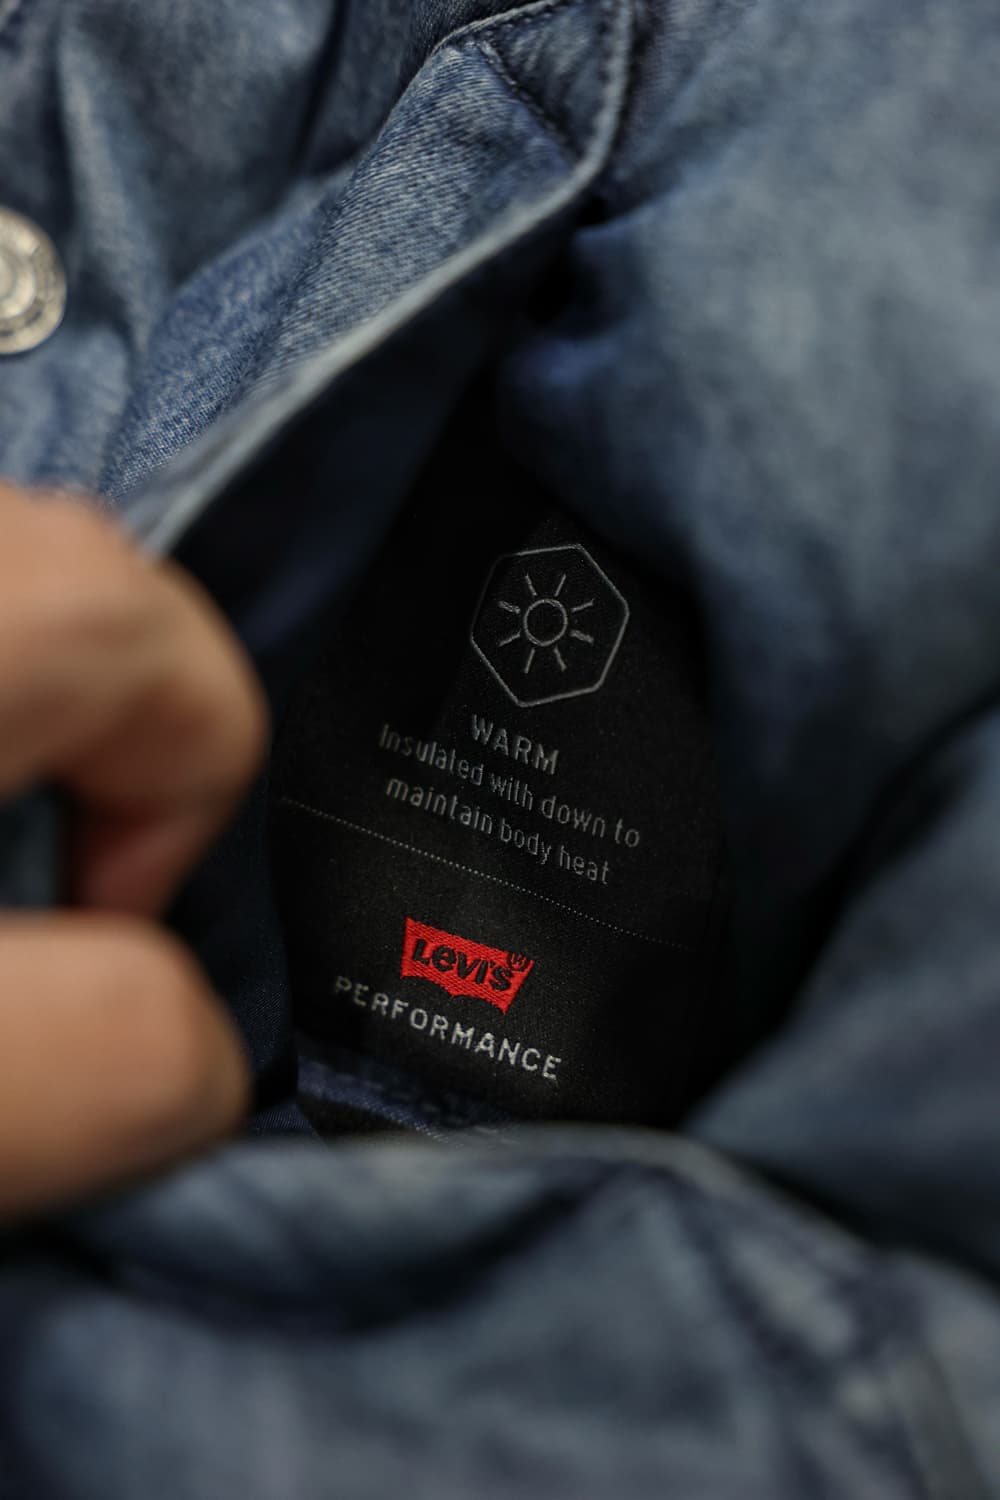 WARM
Insulated with down to
maintain body heat
Levi's®
PERFORMANCE